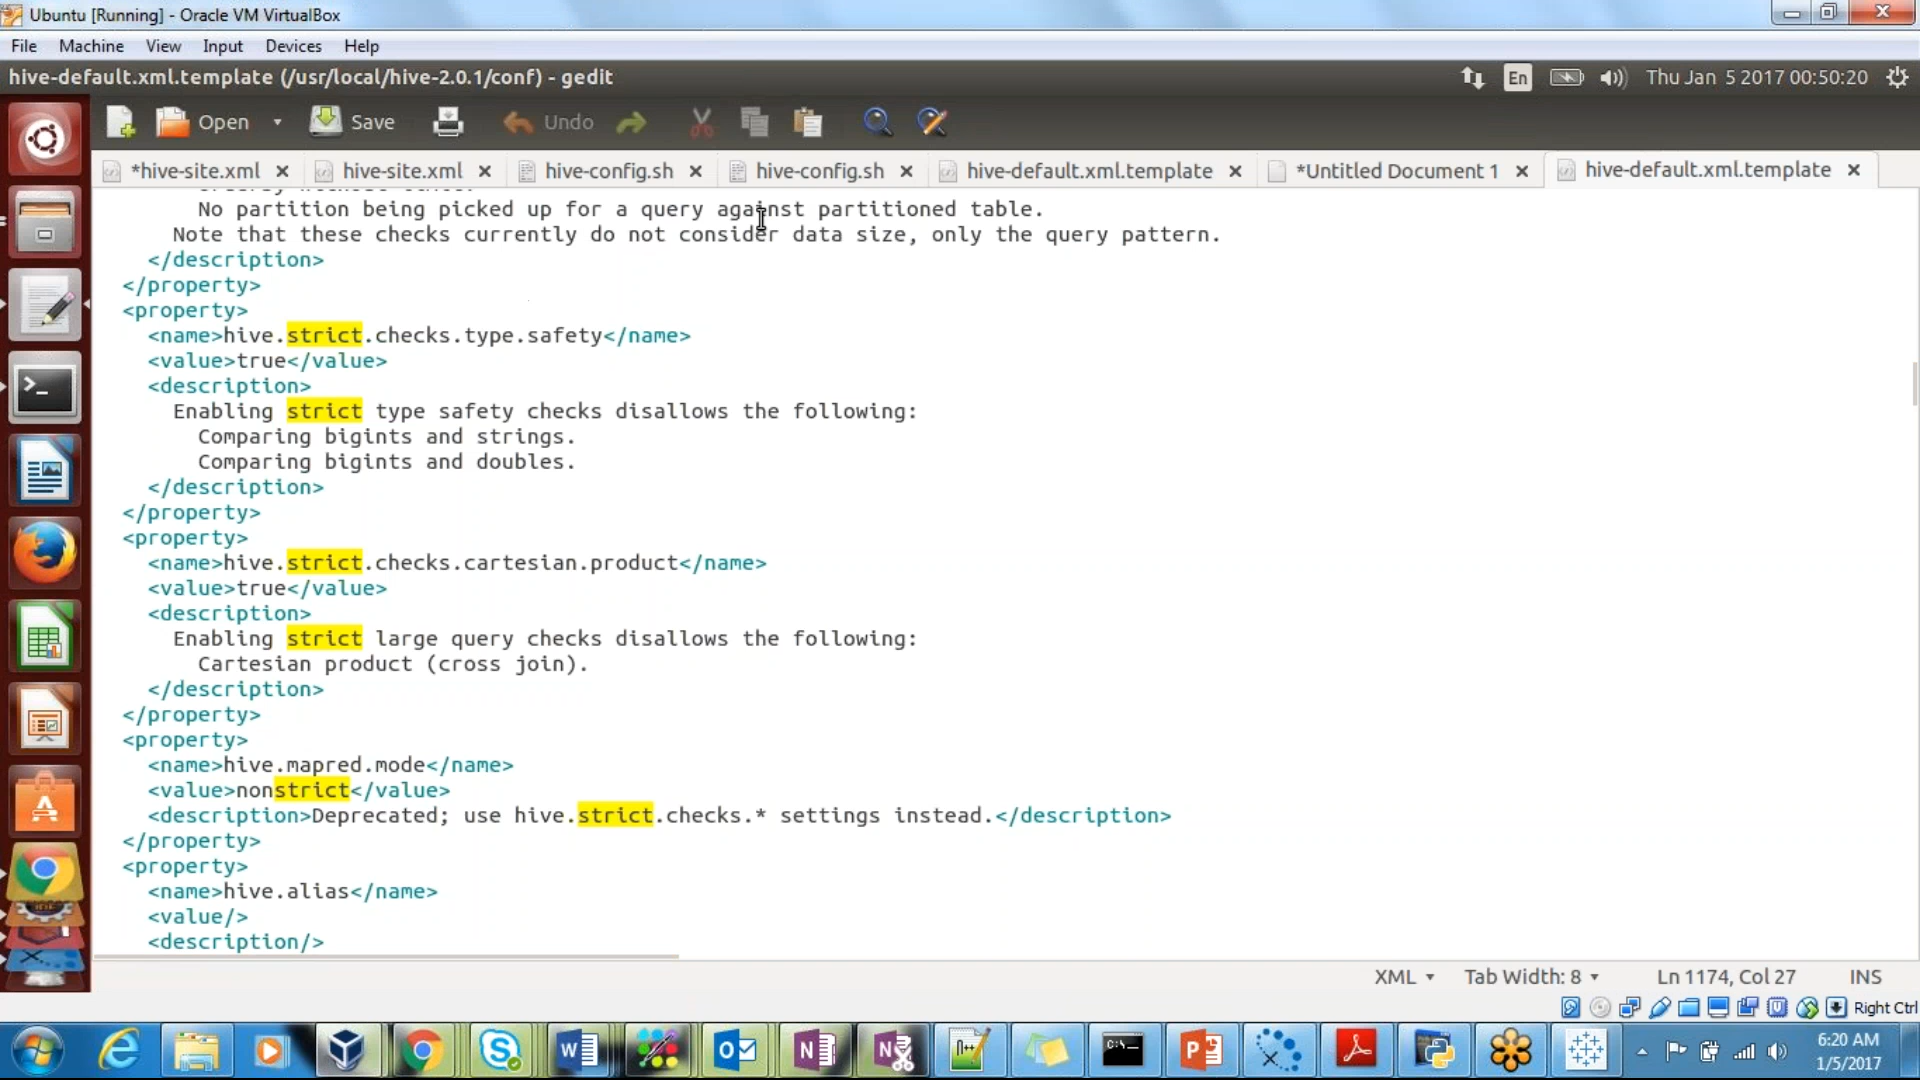 Ubuntu [Running] - Oracle VM VirtualBox
File Machine View Input Devices Help
hive-default.xml.template (/usr/local/hive-2.0.1/conf) - gedit
En
Thu Jan 5 2017 00:50:20
Open Save Undo
*hive-site.xml hive-site.xml hive-config.sh hive-config.sh hive-default.xml.template *Untitled Document 1 hive-default.xml.template
No partition being picked up for a query against partitioned table.
Note that these checks currently do not consider data size, only the query pattern.
</description>
</property>
<property>
<name>hive.strict.checks.type.safety</name>
<value>true</value>
<description>
Enabling strict type safety checks disallows the following:
Comparing bigints and strings.
Comparing bigints and doubles.
</description>
</property>
<property>
<name>hive.strict.checks.cartesian.product</name>
<value>true</value>
<description>
Enabling strict large query checks disallows the following:
Cartesian product (cross join).
</description>
</property>
<property>
<name>hive.mapred.mode</name>
<value>nonstrict</value>
<description>Deprecated; use hive.strict.checks.* settings instead.</description>
</property>
<property>
<name>hive.alias</name>
<value/>
<description/>
XML Tab Width: 8 Ln 1174, Col 27 INS
Right Ctrl
6:20 AM
1/5/2017